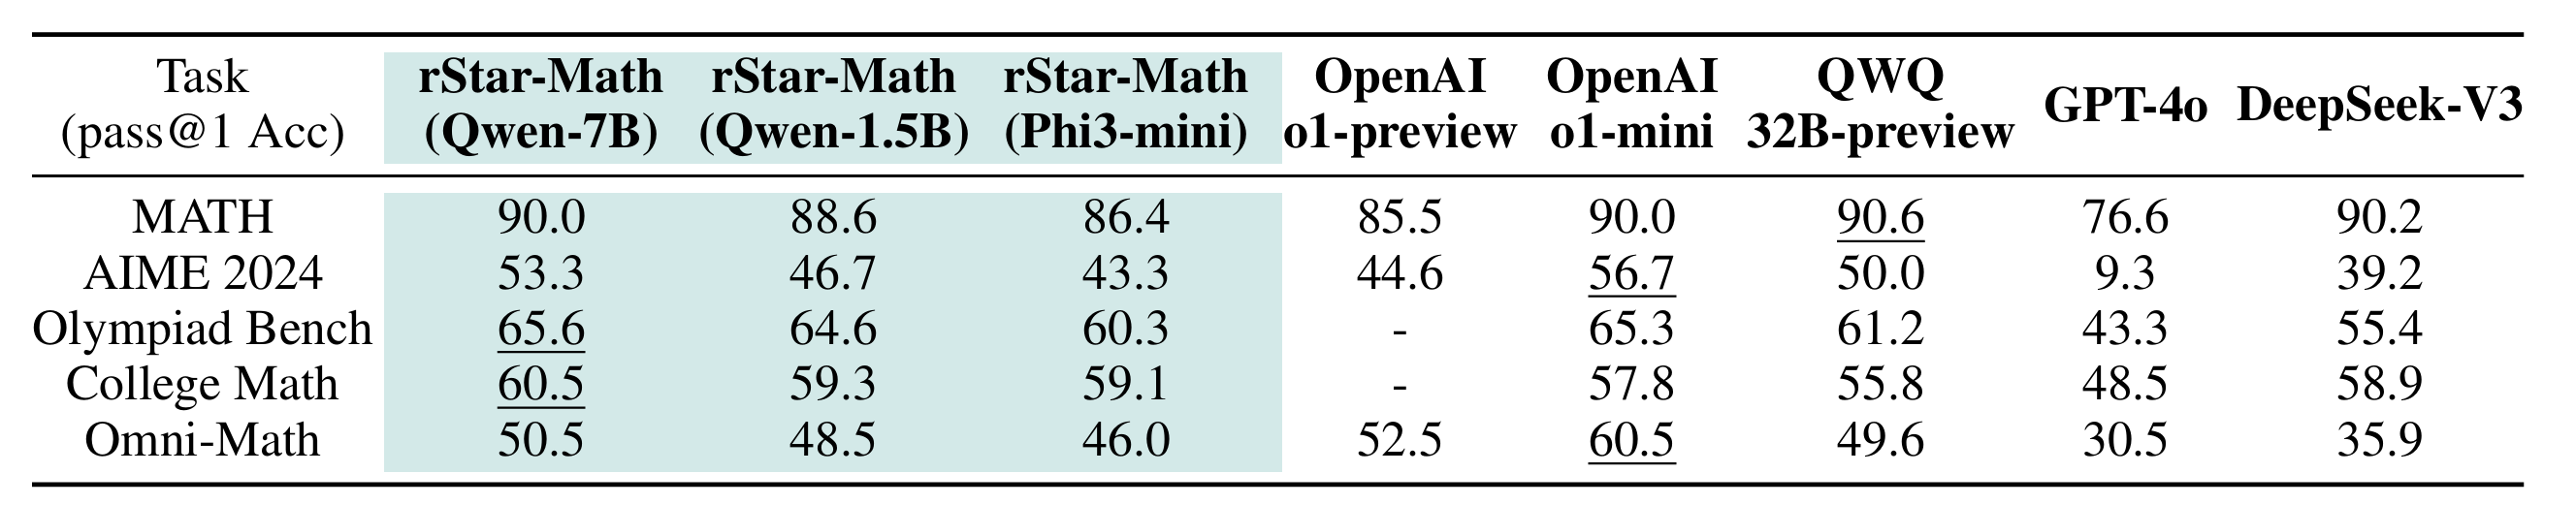 Task rStar-Math rStar-Math rStar-Math OpenAI OpenAI QWQ GPT-4o DeepSeek-V3
(pass@1 Acc) (Qwen-7B) (Qwen-1.5B) (Phi3-mini) o1-preview o1-mini 32B-preview
MATH 90.0 88.6 86.4 85.5 90.0 90.6 76.6 90.2
AIME 2024 53.3 46.7 43.3 44.6 56.7 50.0 9.3 39.2
Olympiad Bench 65.6 64.6 60.3 - 65.3 61.2 43.3 55.4
College Math 60.5 59.3 59.1 - 57.8 55.8 48.5 58.9
Omni-Math 50.5 48.5 46.0 52.5 60.5 49.6 30.5 35.9